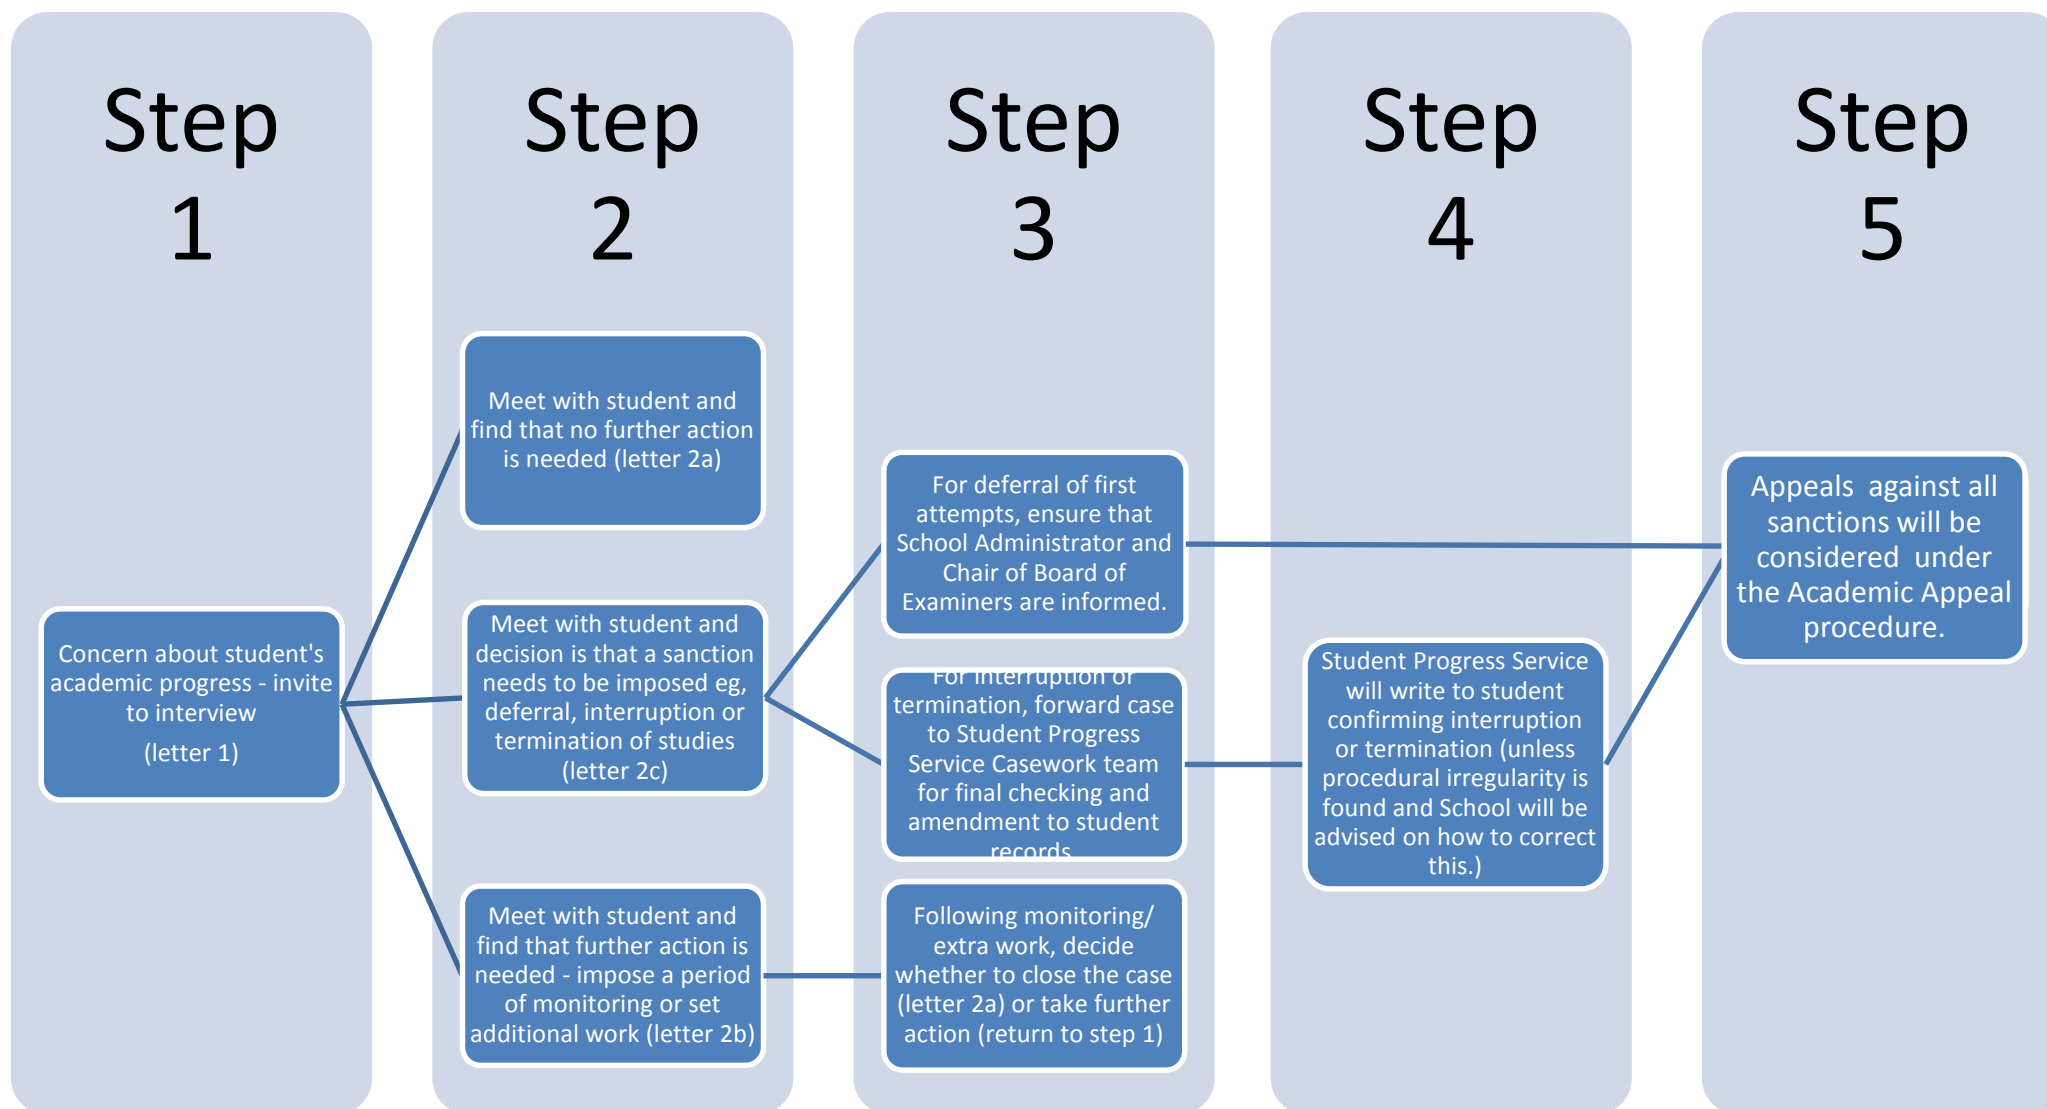 Step
1
Step
2
Step
3
Step
4
Step
5
Concern about student's
academic progress - invite
to interview
(letter 1)
Meet with student and
find that no further action
is needed (letter 2a)
Meet with student and
decision is that a sanction
needs to be imposed eg,
deferral, interruption or
termination of studies
(letter 2c)
Meet with student and
find that further action is
needed - impose a period
of monitoring or set
additional work (letter 2b)
For deferral of first
attempts, ensure that
School Administrator and
Chair of Board of
Examiners are informed.
For interruption or
termination, forward case
to Student Progress
Service Casework team
for final checking and
amendment to student
records
Following monitoring/
extra work, decide
whether to close the case
(letter 2a) or take further
action (return to step 1)
Student Progress Service
will write to student
confirming interruption
or termination (unless
procedural irregularity is
found and School will be
advised on how to correct
this.)
Appeals  against all
sanctions will be
considered  under
the Academic Appeal
procedure.